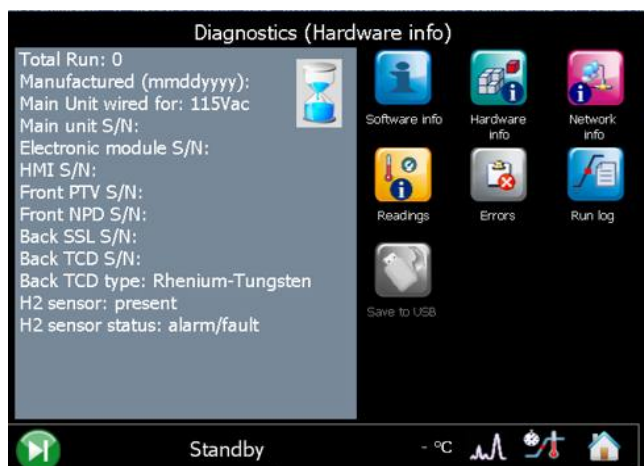 Diagnostics (Hardware info)
Total Run: 0
Manufactured (mmddyyyy):
Main Unit wired for: 115Vac
Main unit S/N:
Electronic module S/N:
HMI S/N:
Front PTV S/N:
Front NPD S/N:
Back SSL S/N:
Back TCD S/N:
Back TCD type: Rhenium-Tungsten
H2 sensor: present
H2 sensor status: alarm/fault
Software info
Hardware info
Network info
Readings
Errors
Run log
Save to USB
Standby
- °C